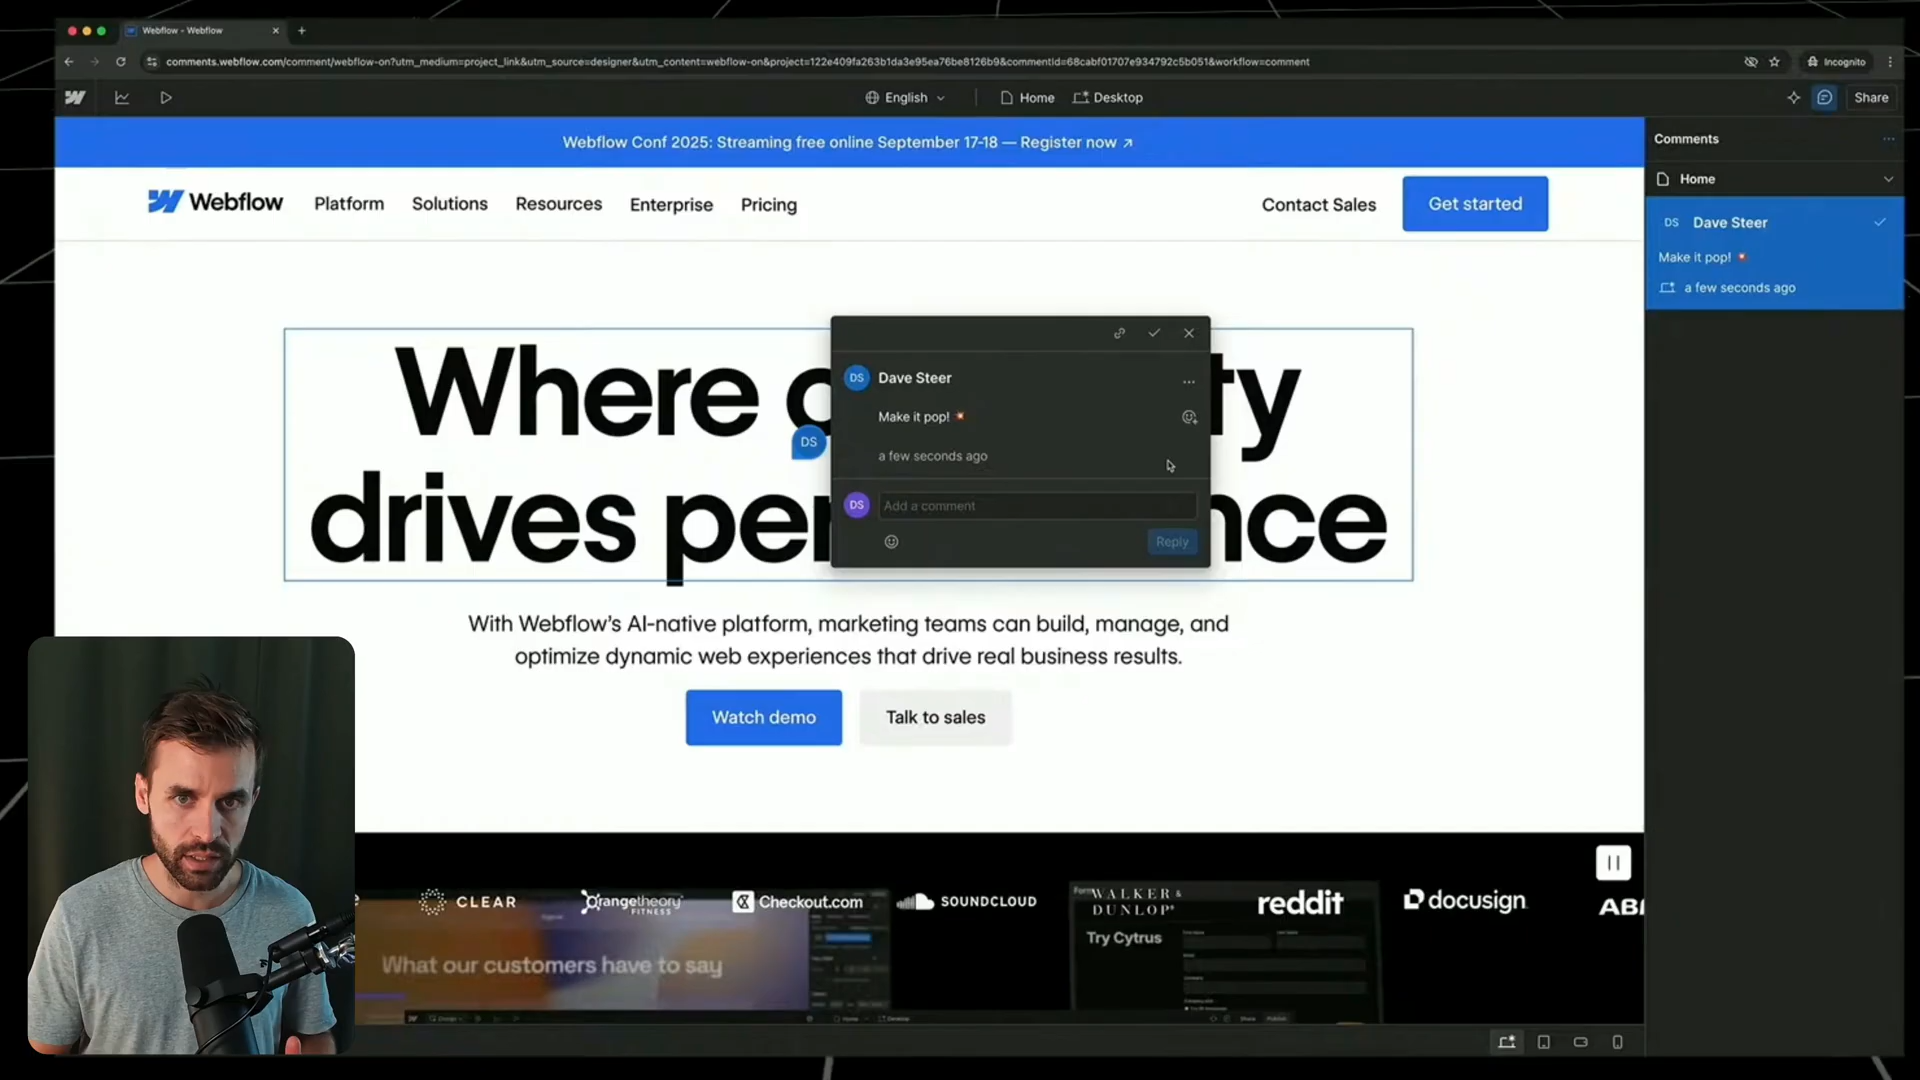 Webflow - Webflow
comments.webflow.com/comment/webflow-on?utm_medium=project_link&utm_source=designer&utm_content=webflow-on&project=122e409fa263b1da3e95ea76be8126b9&commentId=68cabf01707e934792c5b051&workflow=comment
Incognito
English
Home
Desktop
Share
Webflow Conf 2025: Streaming free online September 17-18 — Register now ↗
Webflow
Platform
Solutions
Resources
Enterprise
Pricing
Contact Sales
Get started
Comments
Home
DS Dave Steer
Make it pop! 💥
a few seconds ago
Where c
ty
drives per
nce
DS
DS Dave Steer
Make it pop! 💥
a few seconds ago
DS Add a comment
Reply
With Webflow's AI-native platform, marketing teams can build, manage, and
optimize dynamic web experiences that drive real business results.
Watch demo
Talk to sales
CLEAR
Orangetheory
FITNESS
Checkout.com
SOUNDCLOUD
WALKER &
DUNLOP
reddit
docusign
Try Cytrus
What our customers have to say